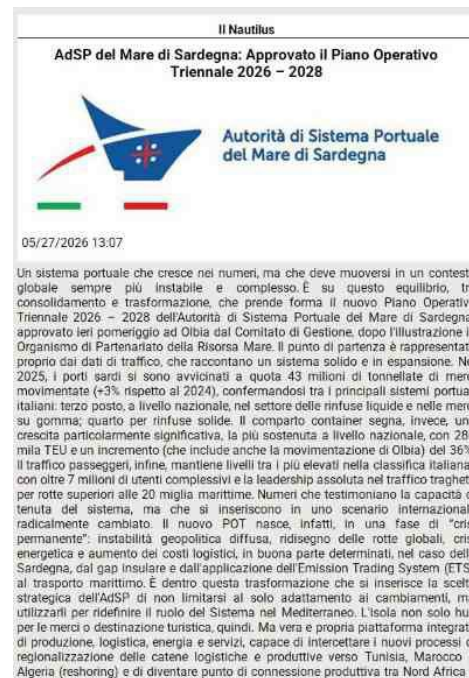 Il Nautilus
AdSP del Mare di Sardegna: Approvato il Piano Operativo
Triennale 2026 – 2028
Autorità di Sistema Portuale
del Mare di Sardegna
05/27/2026 13:07
Un sistema portuale che cresce nei numeri, ma che deve muoversi in un contest
globale sempre più instabile e complesso. È su questo equilibrio, tr
consolidamento e trasformazione, che prende forma il nuovo Piano Operativ
Triennale 2026 – 2028 dell'Autorità di Sistema Portuale del Mare di Sardegna
approvato ieri pomeriggio ad Olbia dal Comitato di Gestione, dopo l'illustrazione i
Organismo di Partenariato della Risorsa Mare. Il punto di partenza è rappresentat
proprio dai dati di traffico, che raccontano un sistema solido e in espansione. Ne
2025, i porti sardi si sono avvicinati a quota 43 milioni di tonnellate di mer
movimentate (+3% rispetto al 2024), confermandosi tra i principali sistemi portua
italiani: terzo posto, a livello nazionale, nel settore delle rinfuse liquide e nelle mer
su gomma; quarto per rinfuse solide. Il comparto container segna, invece, un
crescita particolarmente significativa, la più sostenuta a livello nazionale, con 28
mila TEU e un incremento (che include anche la movimentazione di Olbia) del 36%
Il traffico passeggeri, infine, mantiene livelli tra i più elevati nella classifica italiana
con oltre 7 milioni di utenti complessivi e la leadership assoluta nel traffico traghet
per rotte superiori alle 20 miglia marittime. Numeri che testimoniano la capacità d
tenuta del sistema, ma che si inseriscono in uno scenario internazional
radicalmente cambiato. Il nuovo POT nasce, infatti, in una fase di "cris
permanente": instabilità geopolitica diffusa, ridisegno delle rotte globali, cris
energetica e aumento dei costi logistici, in buona parte determinati, nel caso dell
Sardegna, dal gap insulare e dall'applicazione dell'Emission Trading System (ETS
al trasporto marittimo. È dentro questa trasformazione che si inserisce la scelt
strategica dell'AdSP di non limitarsi al solo adattamento ai cambiamenti, m
utilizzarli per ridefinire il ruolo del Sistema nel Mediterraneo. L'isola non solo hu
per le merci o destinazione turistica, quindi. Ma vera e propria piattaforma integrat
di produzione, logistica, energia e servizi, capace di intercettare i nuovi processi d
regionalizzazione delle catene logistiche e produttive verso Tunisia, Marocco
Algeria (reshoring) e di diventare punto di connessione produttiva tra Nord Africa